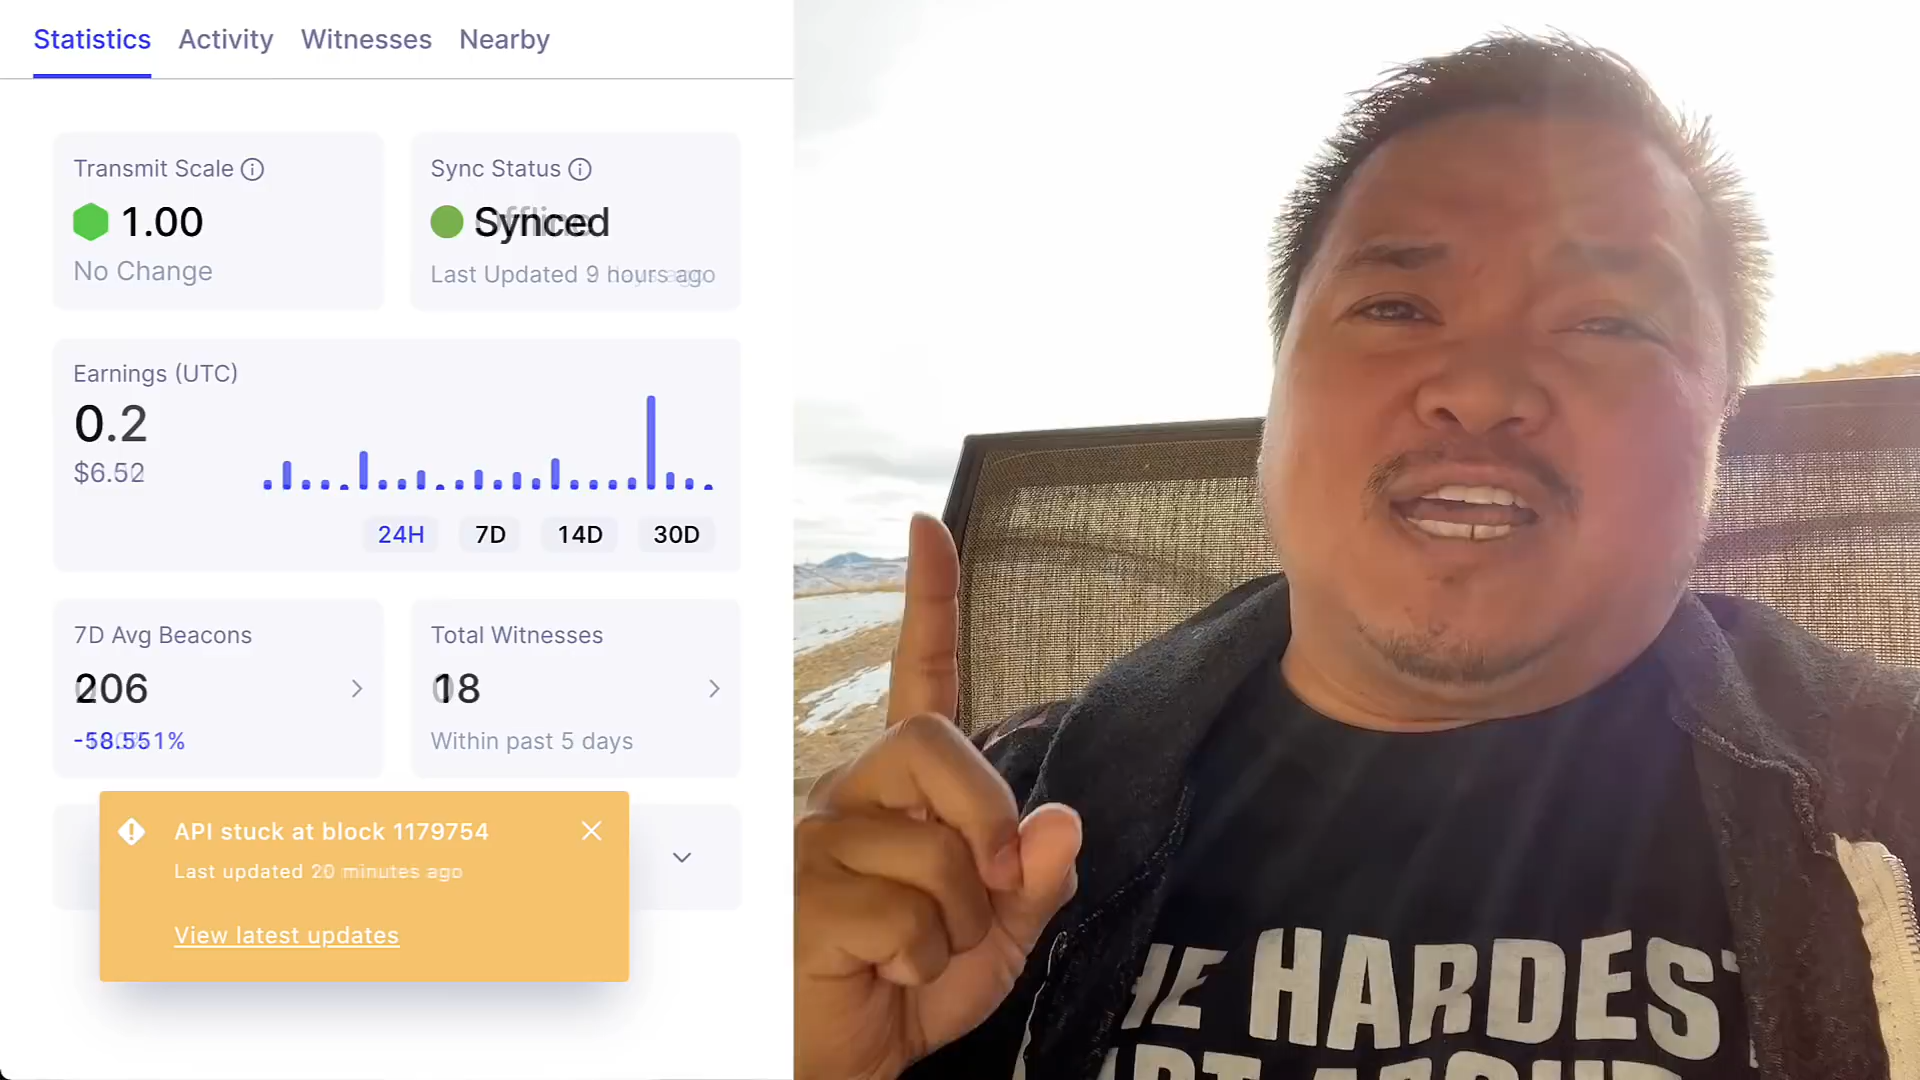 Statistics Activity Witnesses Nearby
Transmit Scale
1.00
No Change
Sync Status
Synced
Last Updated 9 hours ago
Earnings (UTC)
0.2
$6.52
24H 7D 14D 30D
7D Avg Beacons
206
Total Witnesses
18
Within past 5 days
API stuck at block 1179754
Last updated 20 minutes ago
View latest updates
HE HARDEST